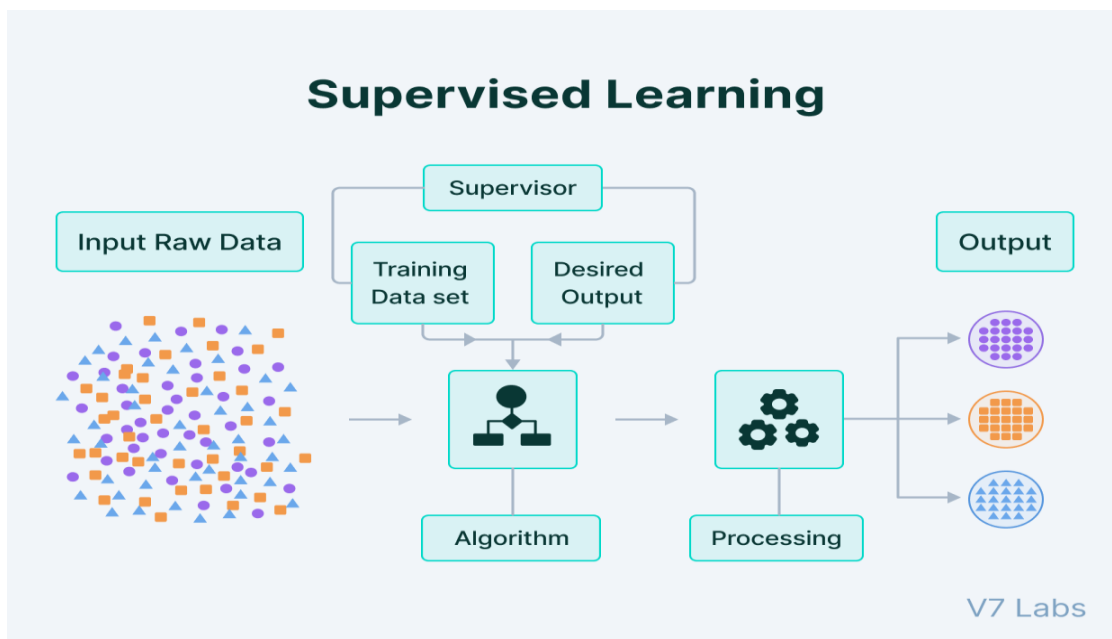 Supervised Learning
Supervisor
Input Raw Data
Training
Data set
Desired
Output
Output
Algorithm
Processing
V7 Labs